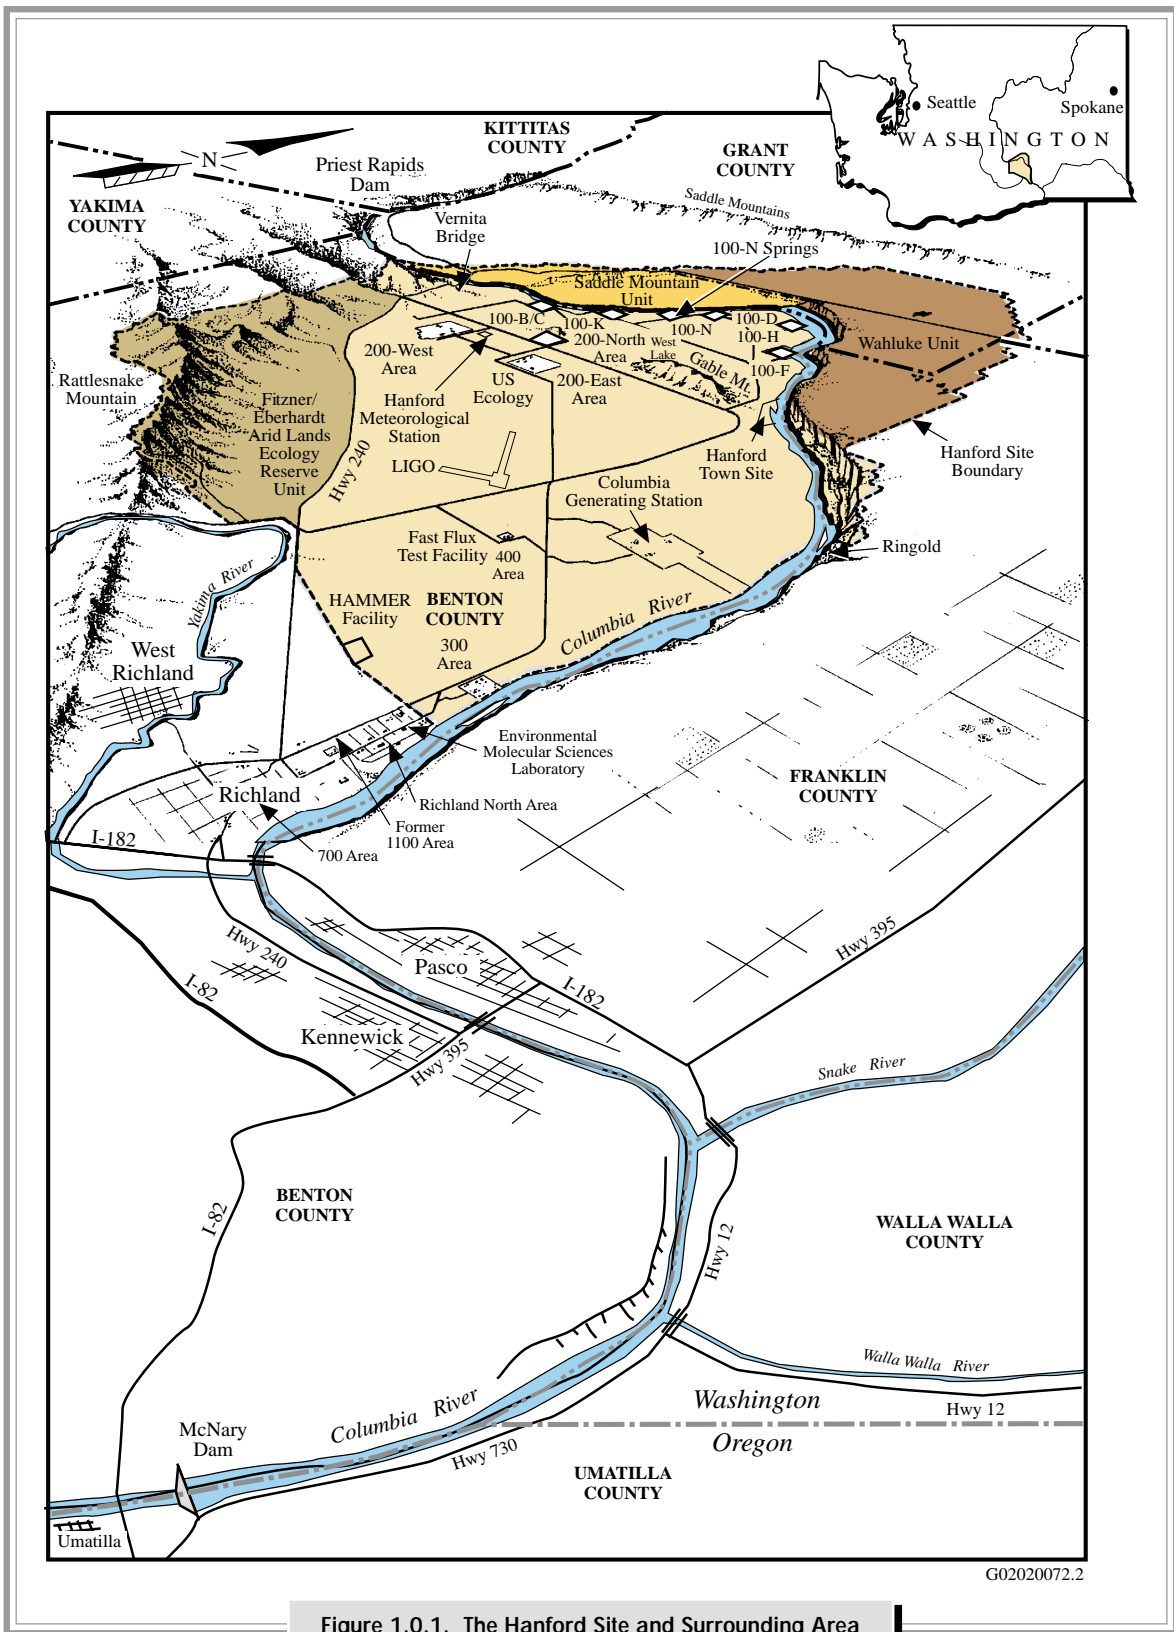 Seattle
Spokane
WASHINGTON
KITTITAS
COUNTY
GRANT
COUNTY
N
Priest Rapids
Dam
YAKIMA
COUNTY
Vernita
Bridge
Saddle Mountains
100-N Springs
Saddle Mountain
Unit
100-B/C
100-K
100-N
100-D
100-H
100-F
200-North
Area
West
Lake
Gable Mt.
Wahluke Unit
200-West
Area
US
Ecology
200-East
Area
Rattlesnake
Mountain
Fitzner/
Eberhardt
Arid Lands
Ecology
Reserve
Unit
Hanford
Meteorological
Station
Hwy 240
LIGO
Hanford
Town Site
Hanford Site
Boundary
Columbia
Generating Station
Fast Flux
Test Facility
400
Area
Ringold
Yakima River
HAMMER
Facility
BENTON
COUNTY
Columbia River
300
Area
West
Richland
Environmental
Molecular Sciences
Laboratory
Richland
Richland North Area
Former
1100 Area
700 Area
FRANKLIN
COUNTY
I-182
Hwy 240
Pasco
Hwy 395
I-82
I-182
Kennewick
Hwy 395
Snake River
BENTON
COUNTY
I-82
Hwy 12
WALLA WALLA
COUNTY
Walla Walla River
Columbia River
Washington
Hwy 12
McNary
Dam
Oregon
Hwy 730
UMATILLA
COUNTY
Umatilla
G02020072.2
Figure 1.0.1. The Hanford Site and Surrounding Area